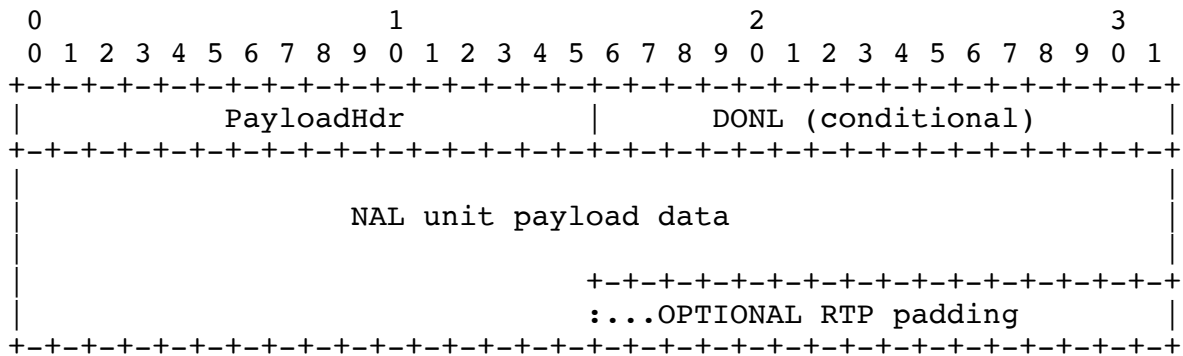 0                   1                   2                   3
 0 1 2 3 4 5 6 7 8 9 0 1 2 3 4 5 6 7 8 9 0 1 2 3 4 5 6 7 8 9 0 1
+-+-+-+-+-+-+-+-+-+-+-+-+-+-+-+-+-+-+-+-+-+-+-+-+-+-+-+-+-+-+-+-+
|           PayloadHdr          |      DONL (conditional)       |
+-+-+-+-+-+-+-+-+-+-+-+-+-+-+-+-+-+-+-+-+-+-+-+-+-+-+-+-+-+-+-+-+
|                                                               |
|                  NAL unit payload data                        |
|                                                               |
|                               +-+-+-+-+-+-+-+-+-+-+-+-+-+-+-+-+
|                               :...OPTIONAL RTP padding        |
+-+-+-+-+-+-+-+-+-+-+-+-+-+-+-+-+-+-+-+-+-+-+-+-+-+-+-+-+-+-+-+-+